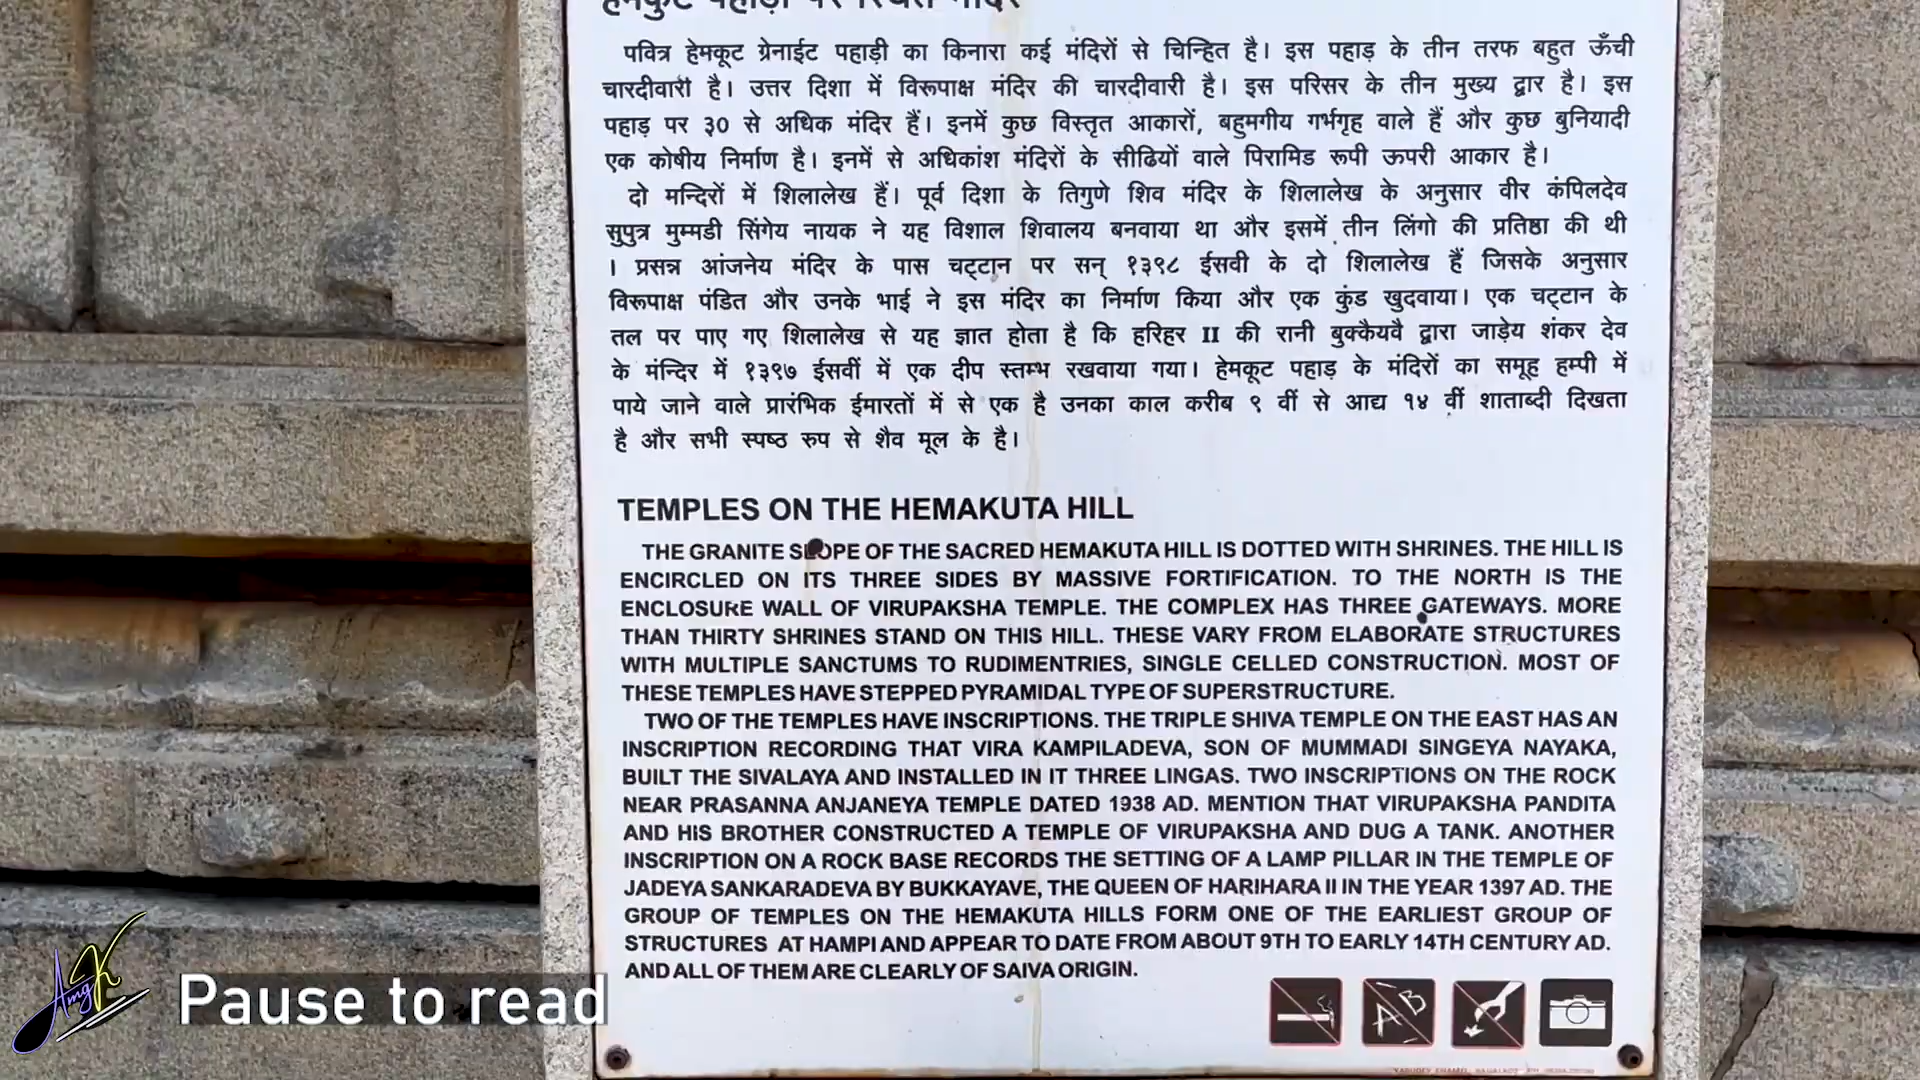 हेमकुट पहाड़ी पर स्थित मंदिर
पवित्र हेमकूट ग्रेनाईट पहाड़ी का किनारा कई मंदिरों से चिन्हित है। इस पहाड़ के तीन तरफ बहुत ऊँची
चारदीवारी है। उत्तर दिशा में विरूपाक्ष मंदिर की चारदीवारी है। इस परिसर के तीन मुख्य द्वार है। इस
पहाड़ पर ३० से अधिक मंदिर हैं। इनमें कुछ विस्तृत आकारों, बहुमगीय गर्भगृह वाले हैं और कुछ बुनियादी
एक कोषीय निर्माण है। इनमें से अधिकांश मंदिरों के सीढियों वाले पिरामिड रूपी ऊपरी आकार है।
दो मन्दिरों में शिलालेख हैं। पूर्व दिशा के तिगुणे शिव मंदिर के शिलालेख के अनुसार वीर कंपिलदेव
सुपुत्र मुम्मडी सिंगेय नायक ने यह विशाल शिवालय बनवाया था और इसमें तीन लिंगो की प्रतिष्ठा की थी
। प्रसन्न आंजनेय मंदिर के पास चट्टान पर सन् १३९८ ईसवी के दो शिलालेख हैं जिसके अनुसार
विरूपाक्ष पंडित और उनके भाई ने इस मंदिर का निर्माण किया और एक कुंड खुदवाया। एक चट्टान के
तल पर पाए गए शिलालेख से यह ज्ञात होता है कि हरिहर II की रानी बुक्कैयवै द्वारा जाड़ेय शंकर देव
के मंन्दिर में १३९७ ईसवीं में एक दीप स्तम्भ रखवाया गया। हेमकूट पहाड़ के मंदिरों का समूह हम्पी में
पाये जाने वाले प्रारंभिक ईमारतों में से एक है उनका काल करीब ९ वीं से आद्य १४ वीं शाताब्दी दिखता
है और सभी स्पष्ठ रुप से शैव मूल के है।
TEMPLES ON THE HEMAKUTA HILL
THE GRANITE SLOPE OF THE SACRED HEMAKUTA HILL IS DOTTED WITH SHRINES. THE HILL IS
ENCIRCLED ON ITS THREE SIDES BY MASSIVE FORTIFICATION. TO THE NORTH IS THE
ENCLOSURE WALL OF VIRUPAKSHA TEMPLE. THE COMPLEX HAS THREE GATEWAYS. MORE
THAN THIRTY SHRINES STAND ON THIS HILL. THESE VARY FROM ELABORATE STRUCTURES
WITH MULTIPLE SANCTUMS TO RUDIMENTRIES, SINGLE CELLED CONSTRUCTION. MOST OF
THESE TEMPLES HAVE STEPPED PYRAMIDAL TYPE OF SUPERSTRUCTURE.
TWO OF THE TEMPLES HAVE INSCRIPTIONS. THE TRIPLE SHIVA TEMPLE ON THE EAST HAS AN
INSCRIPTION RECORDING THAT VIRA KAMPILADEVA, SON OF MUMMADI SINGEYA NAYAKA,
BUILT THE SIVALAYA AND INSTALLED IN IT THREE LINGAS. TWO INSCRIPTIONS ON THE ROCK
NEAR PRASANNA ANJANEYA TEMPLE DATED 1938 AD. MENTION THAT VIRUPAKSHA PANDITA
AND HIS BROTHER CONSTRUCTED A TEMPLE OF VIRUPAKSHA AND DUG A TANK. ANOTHER
INSCRIPTION ON A ROCK BASE RECORDS THE SETTING OF A LAMP PILLAR IN THE TEMPLE OF
JADEYA SANKARADEVA BY BUKKAYAVE, THE QUEEN OF HARIHARA II IN THE YEAR 1397 AD. THE
GROUP OF TEMPLES ON THE HEMAKUTA HILLS FORM ONE OF THE EARLIEST GROUP OF
STRUCTURES AT HAMPI AND APPEAR TO DATE FROM ABOUT 9TH TO EARLY 14TH CENTURY AD.
AND ALL OF THEM ARE CLEARLY OF SAIVA ORIGIN.
AB
AmgK
Pause to read